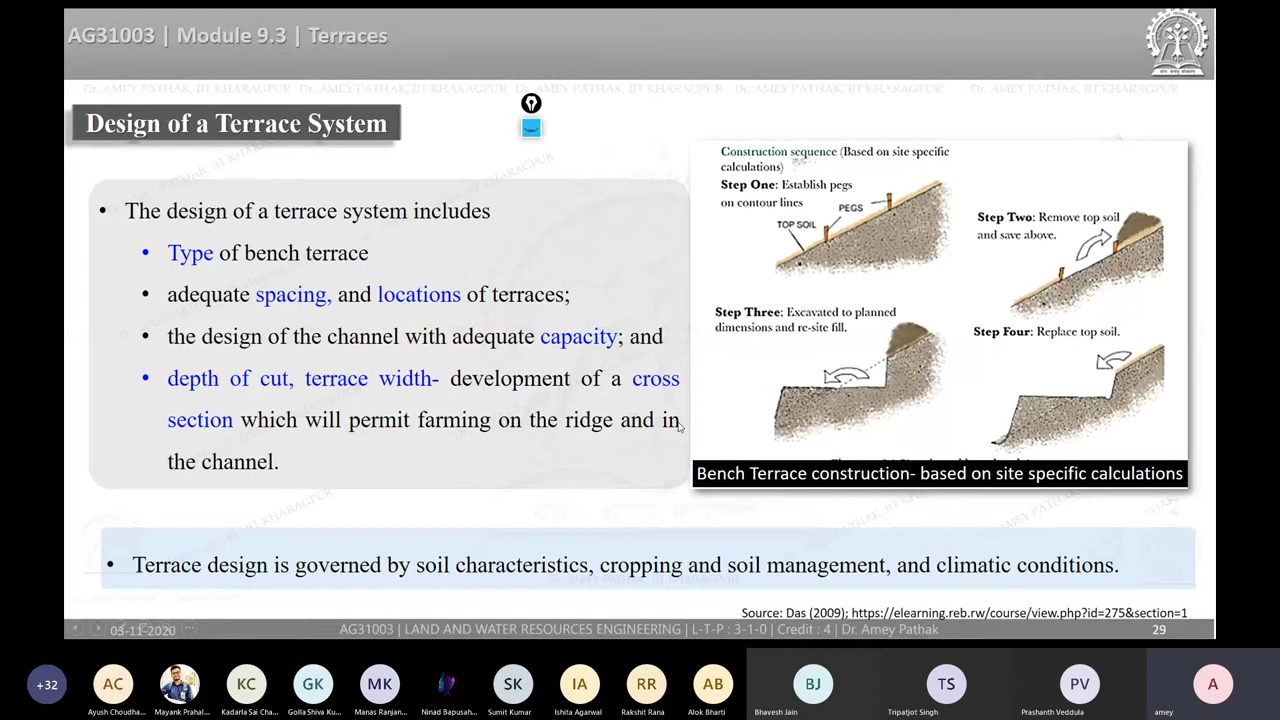 AG31003 | Module 9.3 | Terraces
Dr. AMEY PATHAK, IIT KHARAGPUR
Design of a Terrace System
• The design of a terrace system includes
• Type of bench terrace
• adequate spacing, and locations of terraces;
• the design of the channel with adequate capacity; and
• depth of cut, terrace width- development of a cross
section which will permit farming on the ridge and in
the channel.
Construction sequence (Based on site specific
calculations)
Step One: Establish pegs
on contour lines
PEGS
TOP SOIL
Step Two: Remove top soil
and save above.
Step Three: Excavated to planned
dimensions and re-site fill.
Step Four: Replace top soil.
Bench Terrace construction- based on site specific calculations
• Terrace design is governed by soil characteristics, cropping and soil management, and climatic conditions.
Source: Das (2009); https://elearning.reb.rw/course/view.php?id=275&section=1
03-11-2020
AG31003 | LAND AND WATER RESOURCES ENGINEERING | L-T-P : 3-1-0 | Credit : 4 | Dr. Amey Pathak
29
+32
AC
KC
GK
MK
SK
IA
RR
AB
BJ
TS
PV
A
Ayush Choudha...
Mayank Prahal...
Kadarla Sai Cha...
Golla Shiva Ku...
Manas Ranjan...
Ninad Bapusah...
Sumit Kumar
Ishita Agarwal
Rakshit Rana
Alok Bharti
Bhavesh Jain
Tripatjot Singh
Prashanth Veddula
amey